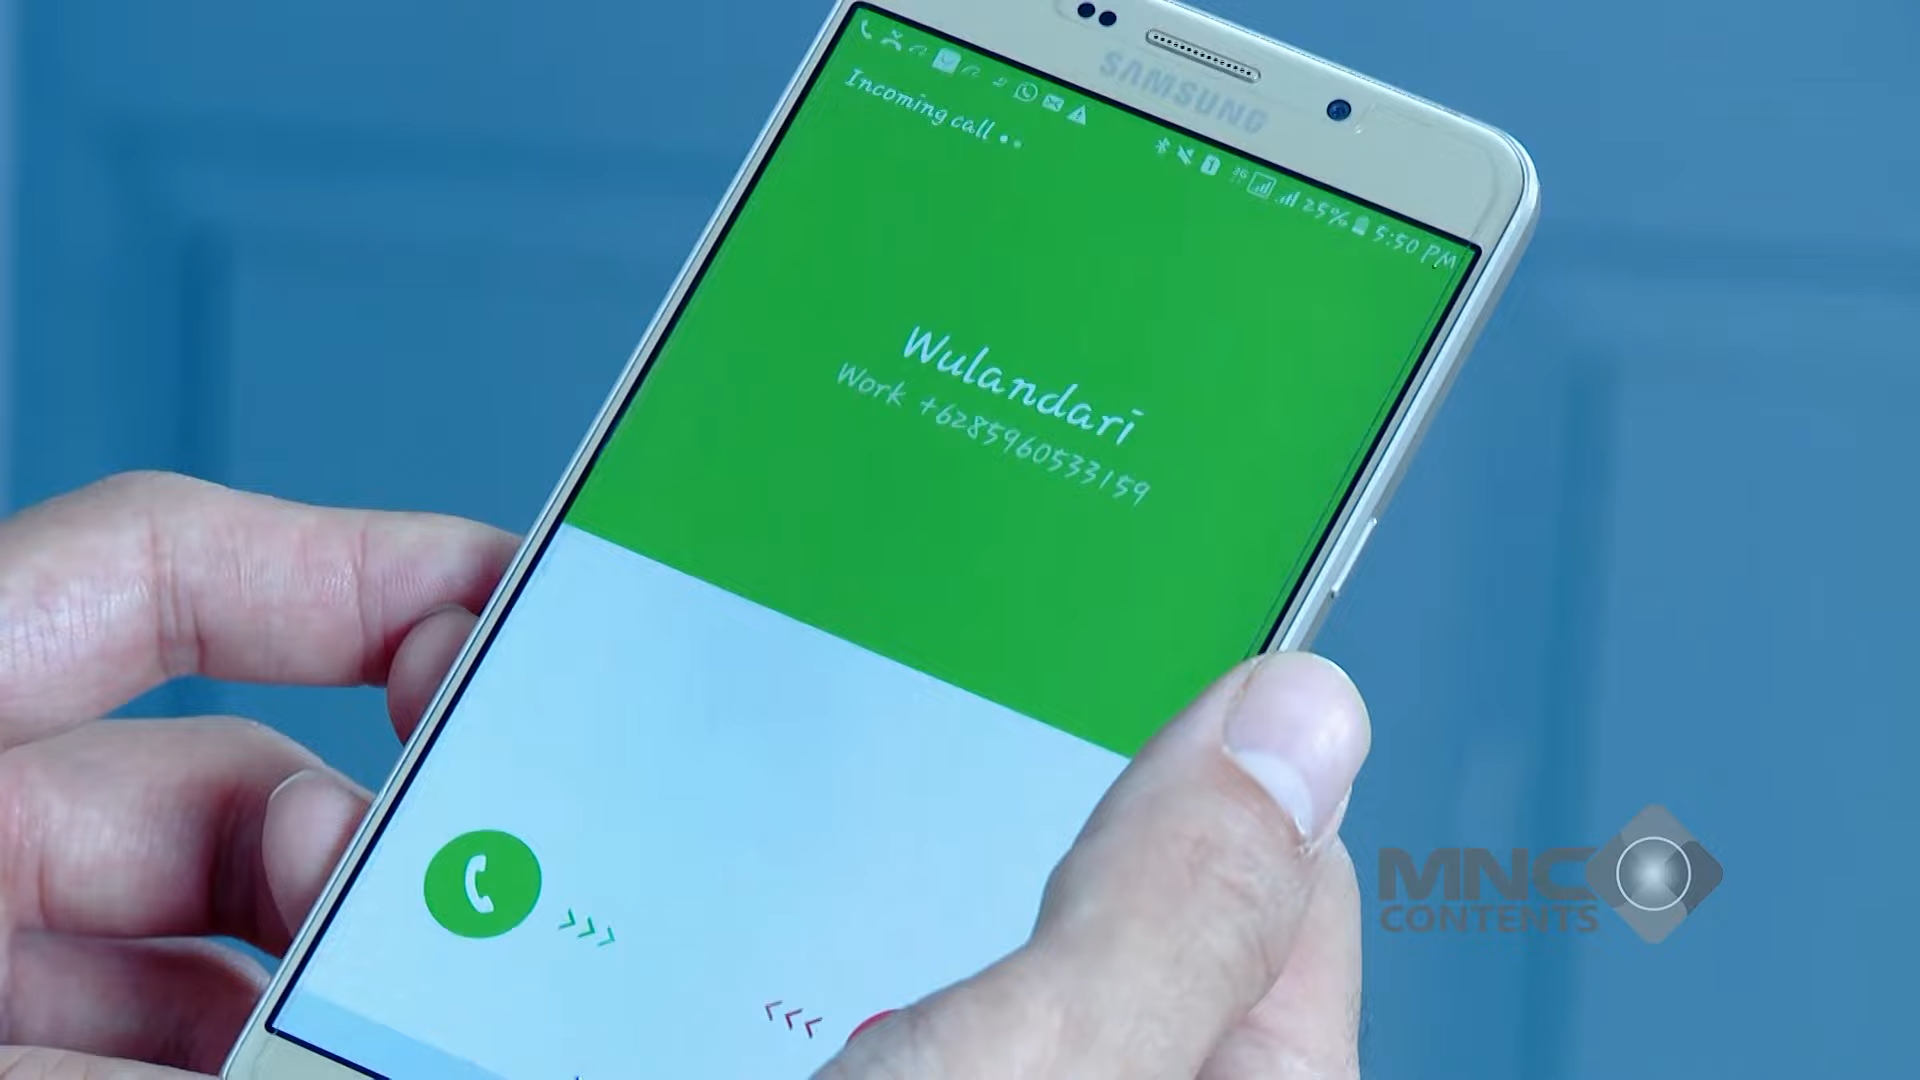 SAMSUNG
Incoming call
25% 5:50 PM
Wulandari
Work +6285960533159
MNC
CONTENTS